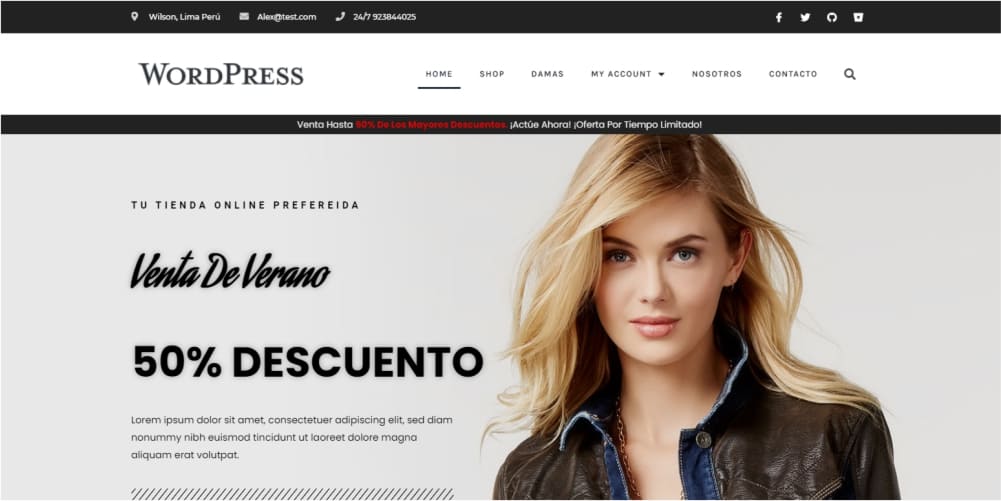 Wilson, Lima Perú Alex@test.com 24/7 923844025
WORDPRESS
HOME SHOP DAMAS MY ACCOUNT NOSOTROS CONTACTO
Venta Hasta 50% De Los Mayores Descuentos. ¡Actúe Ahora! ¡Oferta Por Tiempo Limitado!
TU TIENDA ONLINE PREFEREIDA
Venta De Verano
50% DESCUENTO
Lorem ipsum dolor sit amet, consectetuer adipiscing elit, sed diam
nonummy nibh euismod tincidunt ut laoreet dolore magna
aliquam erat volutpat.